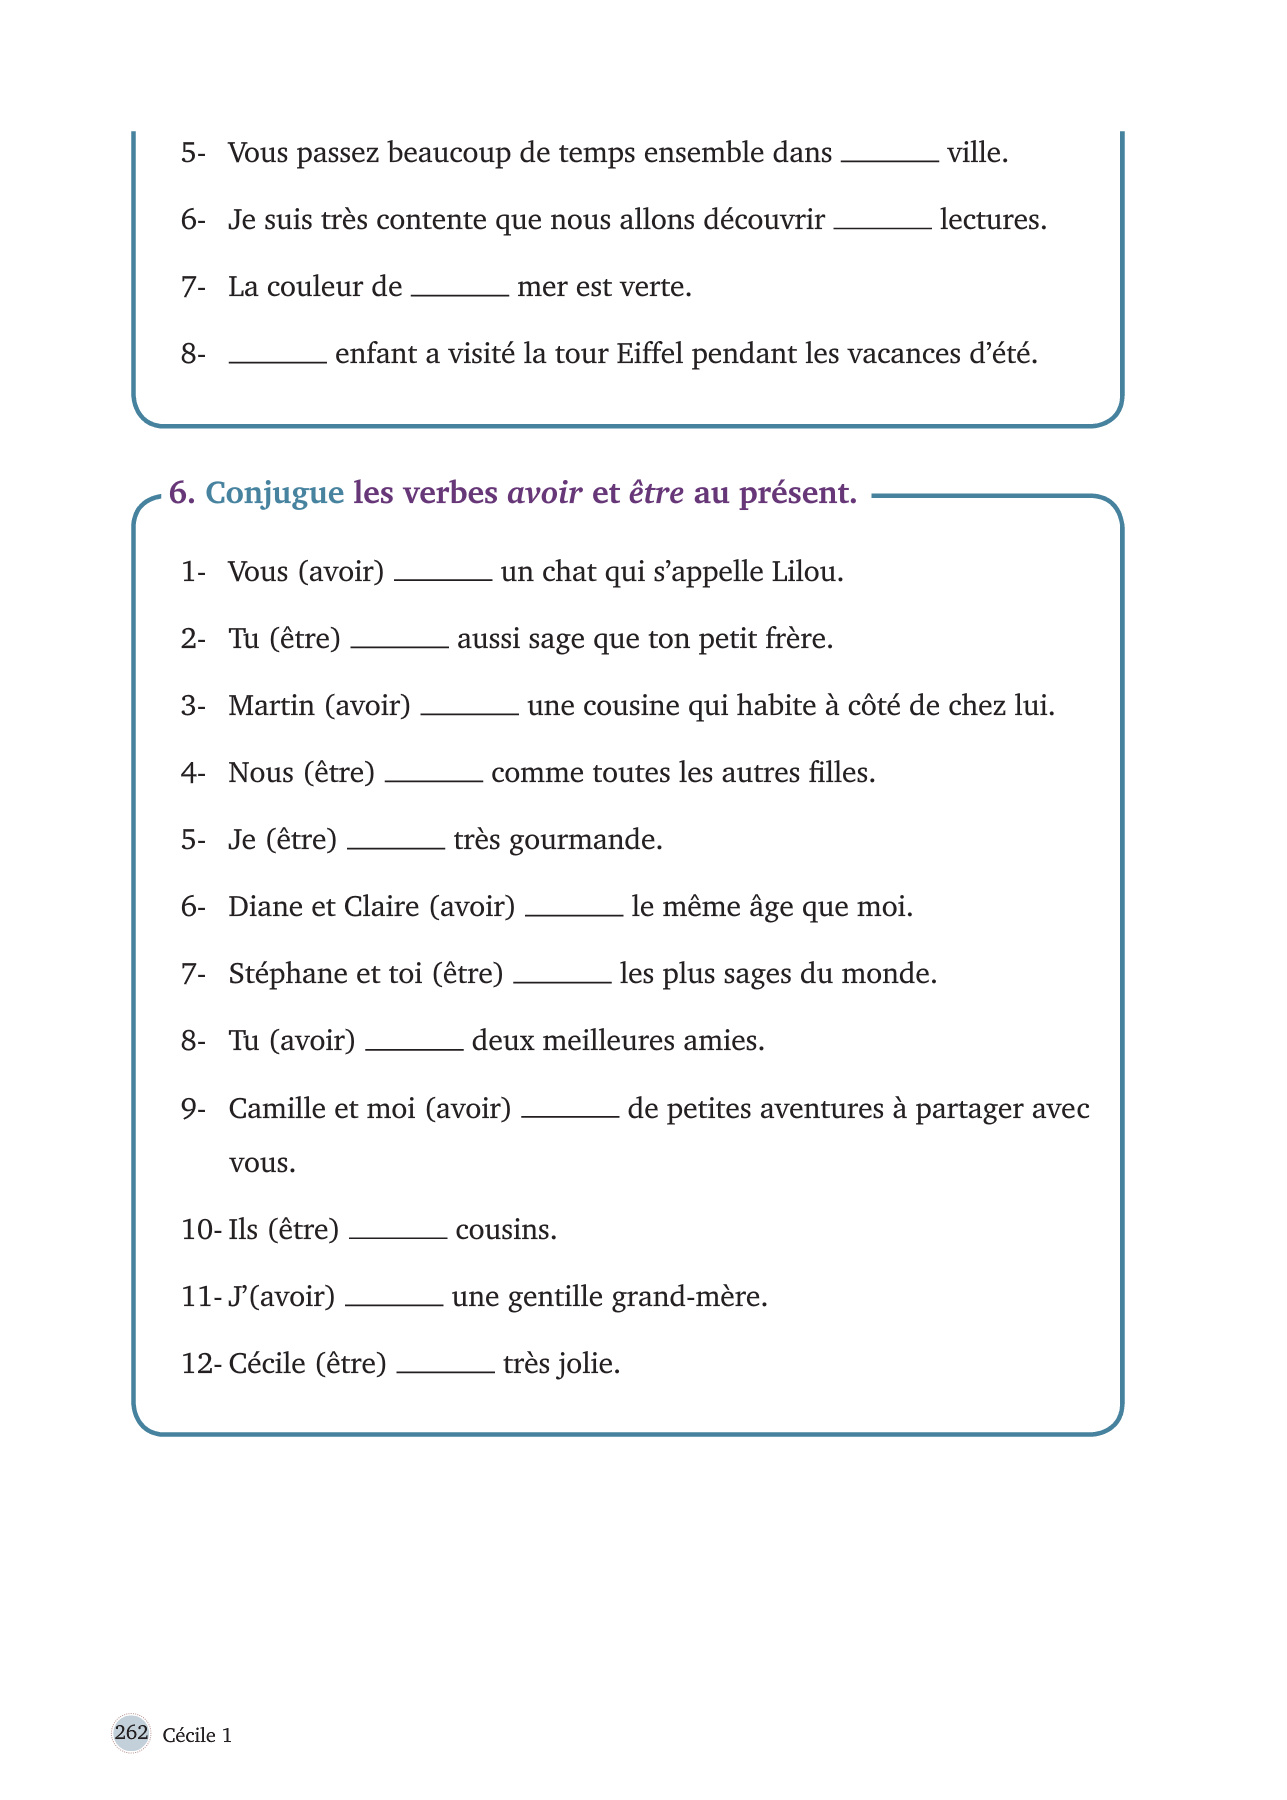 5- Vous passez beaucoup de temps ensemble dans _______ ville.
6- Je suis très contente que nous allons découvrir _______ lectures.
7- La couleur de _______ mer est verte.
8- _______ enfant a visité la tour Eiffel pendant les vacances d’été.
6. Conjugue les verbes avoir et être au présent.
1- Vous (avoir) _______ un chat qui s’appelle Lilou.
2- Tu (être) _______ aussi sage que ton petit frère.
3- Martin (avoir) _______ une cousine qui habite à côté de chez lui.
4- Nous (être) _______ comme toutes les autres filles.
5- Je (être) _______ très gourmande.
6- Diane et Claire (avoir) _______ le même âge que moi.
7- Stéphane et toi (être) _______ les plus sages du monde.
8- Tu (avoir) _______ deux meilleures amies.
9- Camille et moi (avoir) _______ de petites aventures à partager avec
vous.
10- Ils (être) _______ cousins.
11- J’(avoir) _______ une gentille grand-mère.
12- Cécile (être) _______ très jolie.
262 Cécile 1